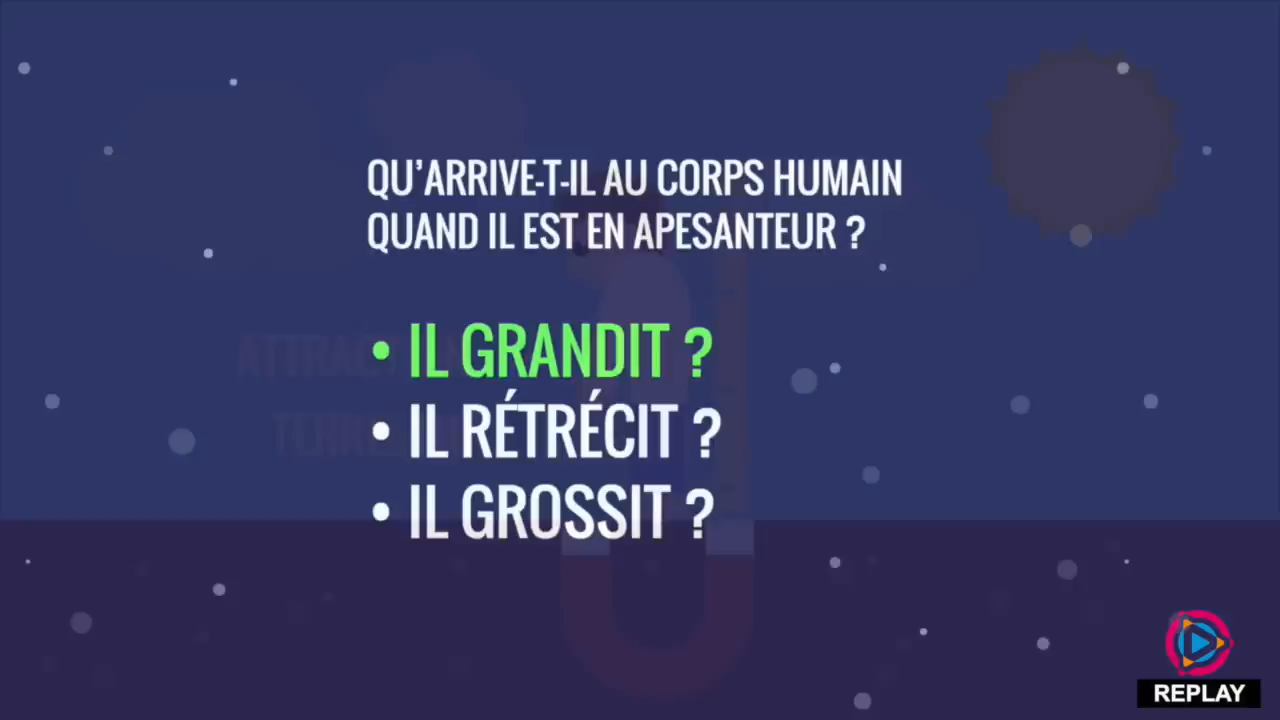 QU'ARRIVE-T-IL AU CORPS HUMAIN
QUAND IL EST EN APESANTEUR ?
• IL GRANDIT ?
• IL RÉTRÉCIT ?
• IL GROSSIT ?
REPLAY